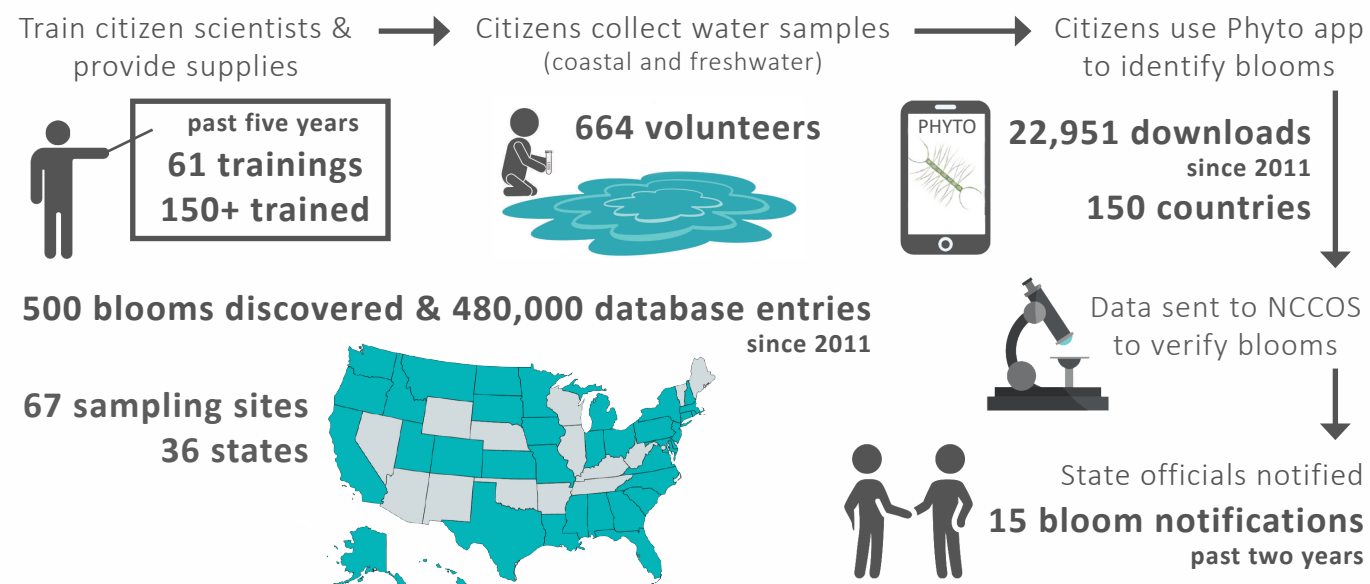 Train citizen scientists &
provide supplies
Citizens collect water samples
(coastal and freshwater)
Citizens use Phyto app
to identify blooms
past five years
61 trainings
150+ trained
664 volunteers
PHYTO
22,951 downloads
since 2011
150 countries
500 blooms discovered & 480,000 database entries
since 2011
67 sampling sites
36 states
Data sent to NCCOS
to verify blooms
State officials notified
15 bloom notifications
past two years